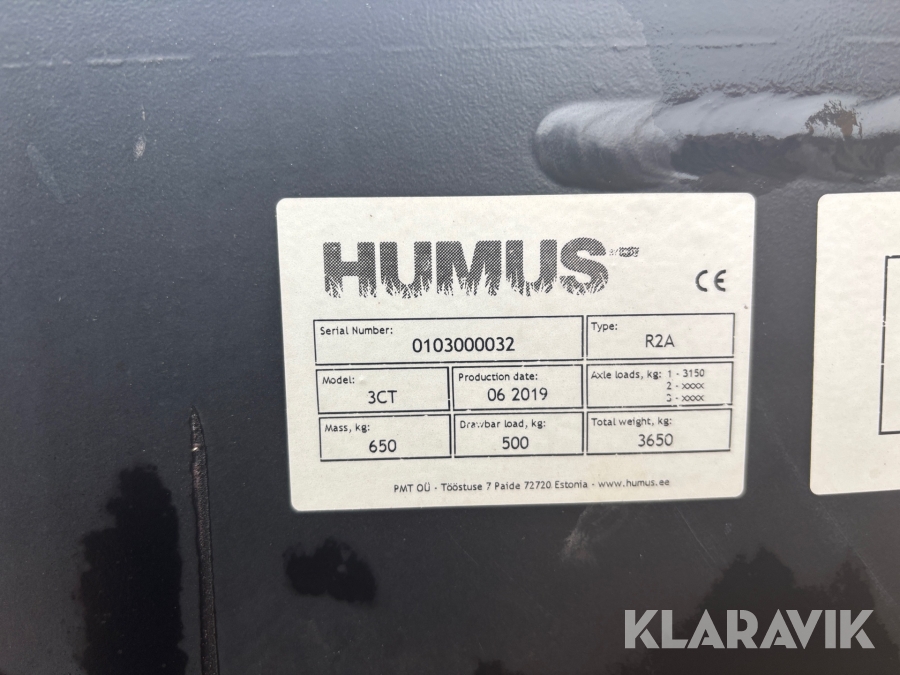 HUMUS
CE
Serial Number:
0103000032
Type:
R2A
Model:
3CT
Production date:
06 2019
Axle loads, kg: 1 - 3150
2 - xxxx
3 - xxxx
Mass, kg:
650
Drawbar load, kg:
500
Total weight, kg:
3650
PMT OÜ - Tööstuse 7 Paide 72720 Estonia - www.humus.ee
KLARAVIK